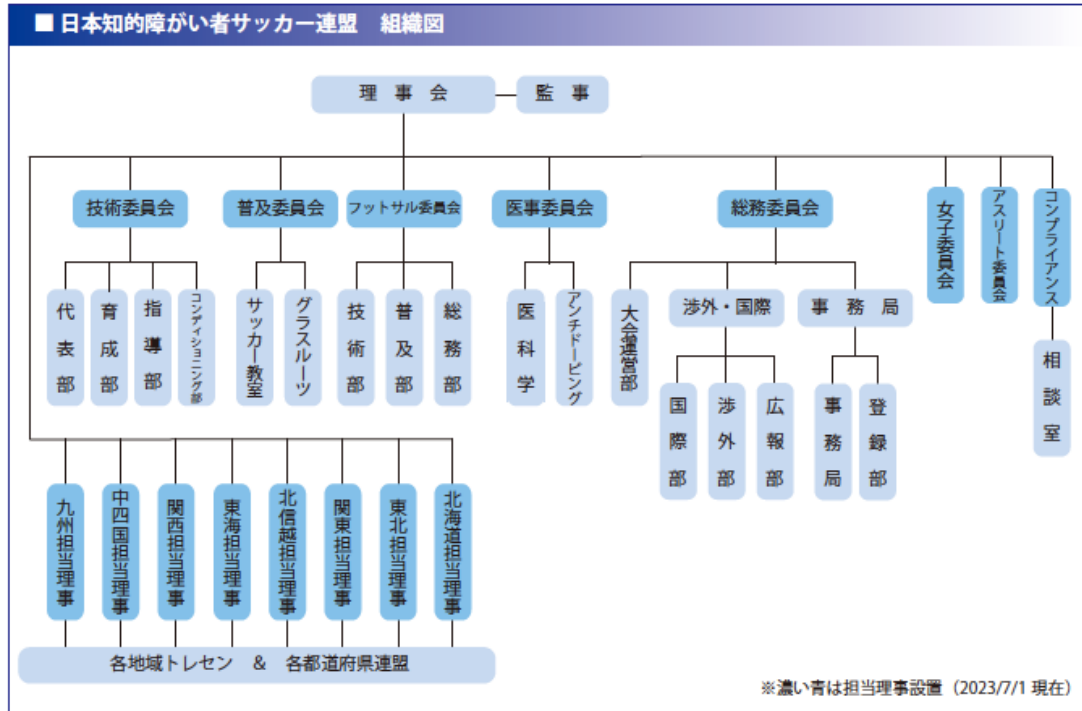 ■ 日本知的障がい者サッカー連盟　組織図
理 事 会
監 事
技術委員会
普及委員会
フットサル委員会
医事委員会
総務委員会
女子委員会
アスリート委員会
コンプライアンス
代表部
育成部
指導部
コンディショニング部
サッカー教室
グラスルーツ
技術部
普及部
総務部
医科学
アンチドーピング
大会運営部
渉外・国際
事 務 局
国際部
渉外部
広報部
事務局
登録部
相談室
九州担当理事
中四国担当理事
関西担当理事
東海担当理事
北信越担当理事
関東担当理事
東北担当理事
北海道担当理事
各地域トレセン ＆ 各都道府県連盟
※濃い青は担当理事設置（2023/7/1 現在）